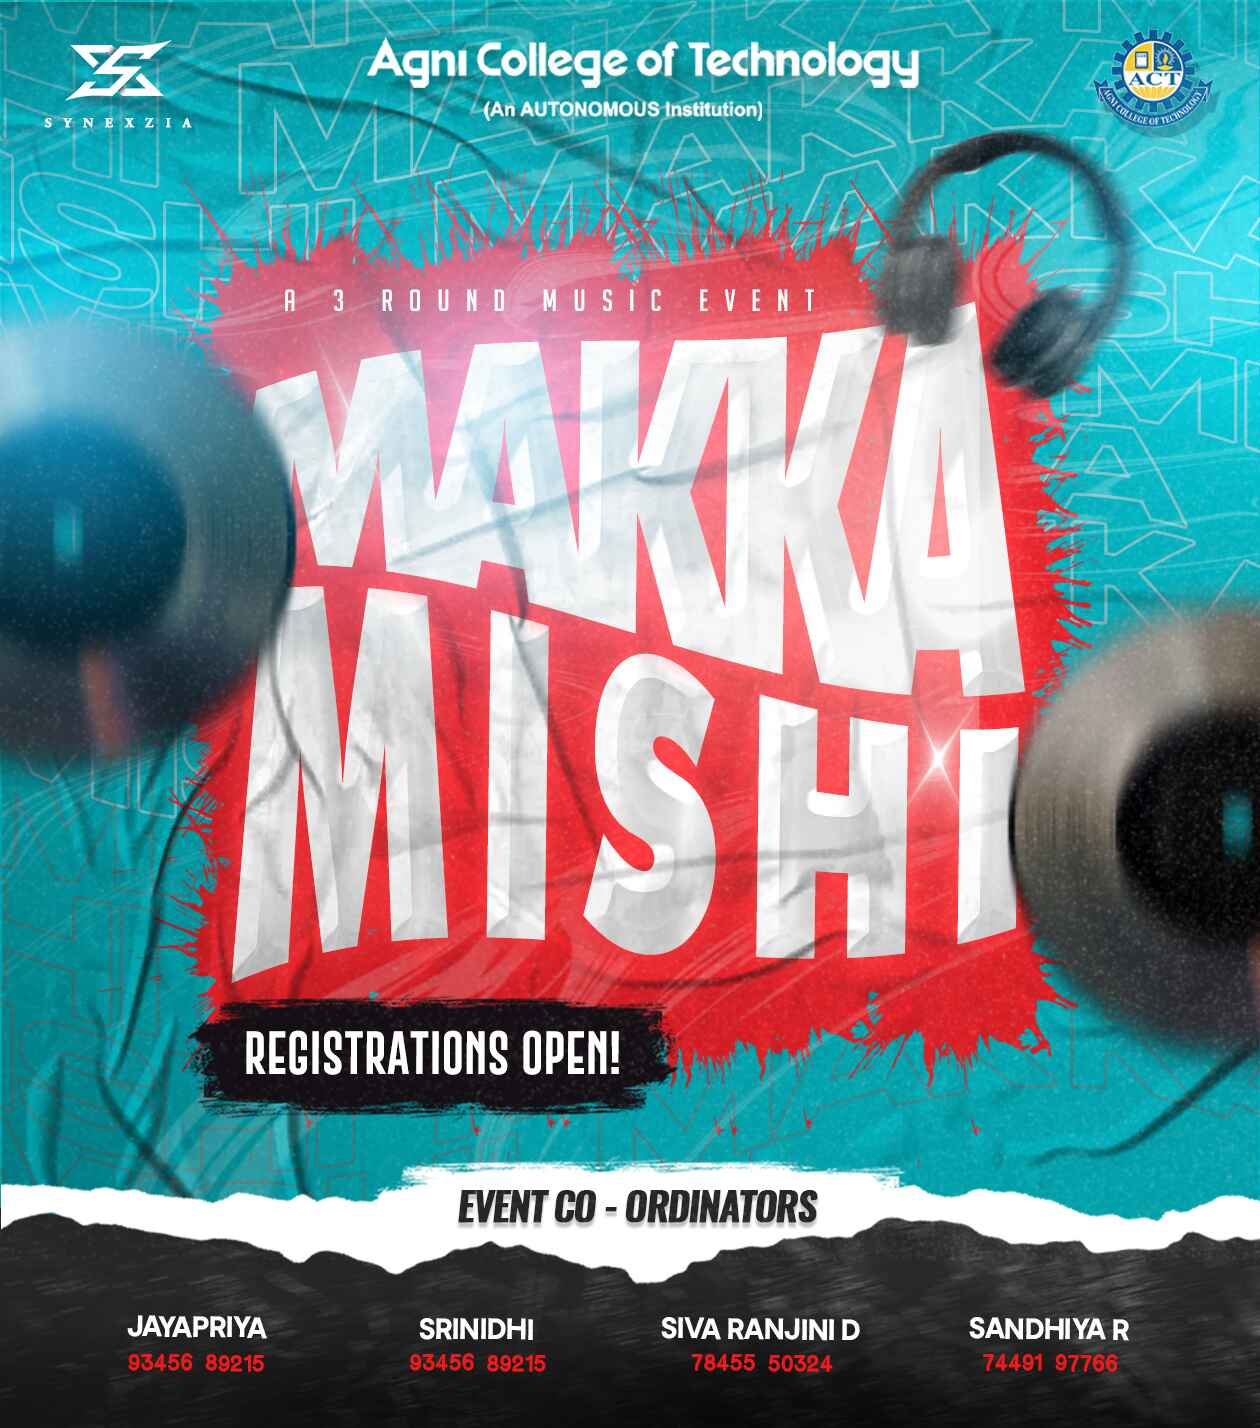 SYNEXZIA
Agni College of Technology
(An AUTONOMOUS Institution)
ACT
AGNI COLLEGE OF TECHNOLOGY
A 3 ROUND MUSIC EVENT
MAKKA
MISHI
REGISTRATIONS OPEN!
EVENT CO - ORDINATORS
JAYAPRIYA
93456 89215
SRINIDHI
93456 89215
SIVA RANJINI D
78455 50324
SANDHIYA R
74491 97766